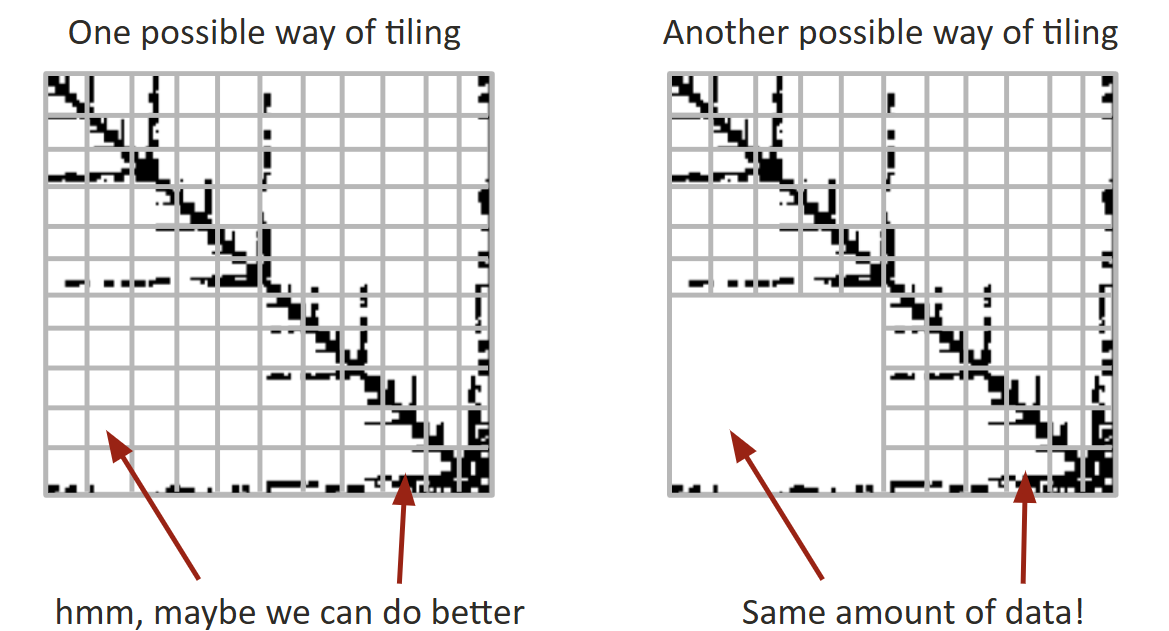 One possible way of tiling
Another possible way of tiling
hmm, maybe we can do better
Same amount of data!